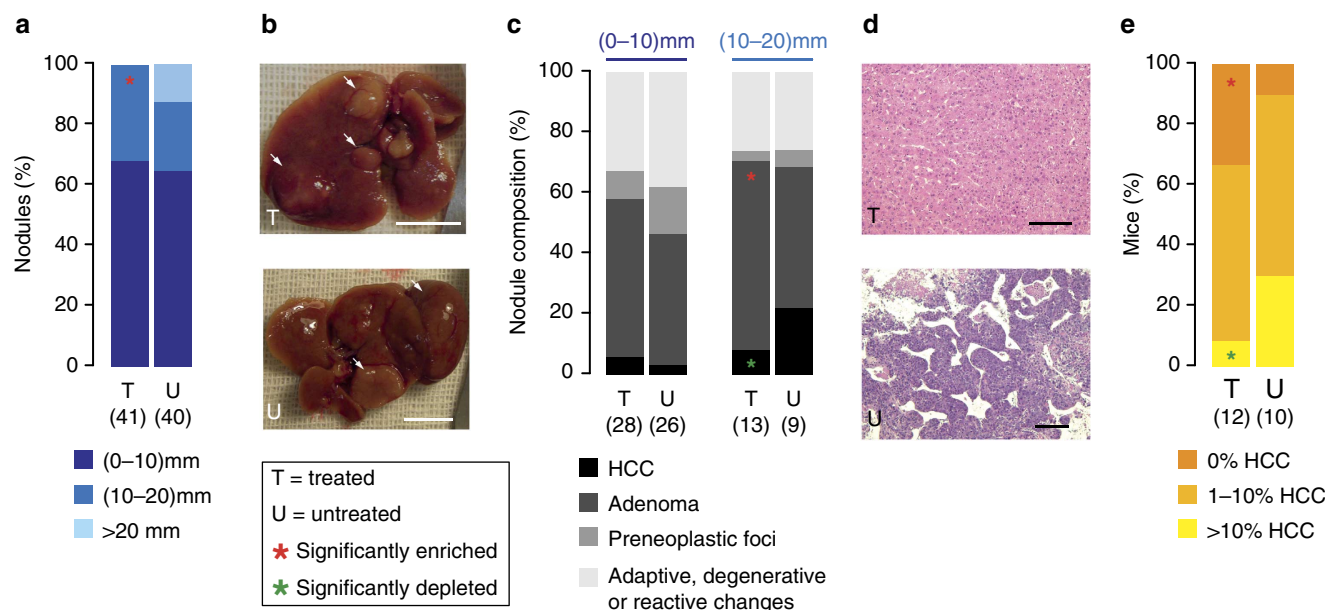 a
Nodules (%)
100
80
60
40
20
0
*
T
U
(41)
(40)
(0–10)mm
(10–20)mm
>20 mm
b
T
U
T = treated
U = untreated
* Significantly enriched
* Significantly depleted
c
(0–10)mm
(10–20)mm
Nodule composition (%)
100
80
60
40
20
0
*
*
T
U
T
U
(28)
(26)
(13)
(9)
HCC
Adenoma
Preneoplastic foci
Adaptive, degenerative
or reactive changes
d
T
U
e
Mice (%)
100
80
60
40
20
0
*
*
T
U
(12)
(10)
0% HCC
1–10% HCC
>10% HCC